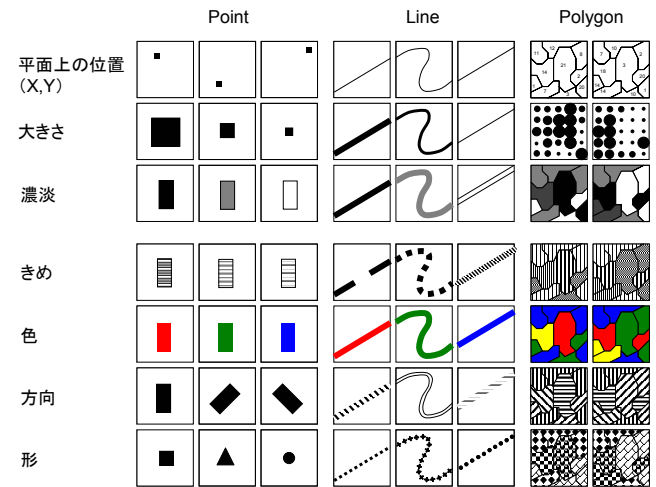 Point Line Polygon
平面上の位置
(X,Y)
大きさ
濃淡
きめ
色
方向
形